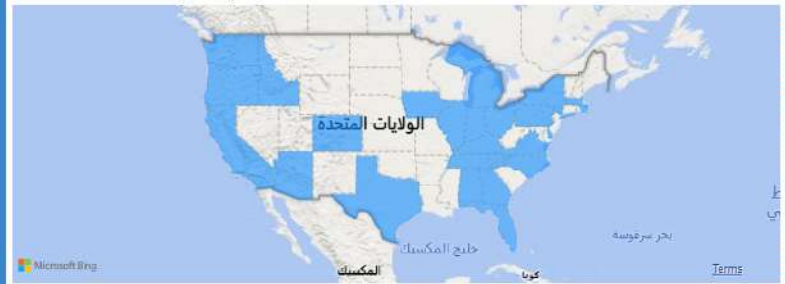 الولايات المتحدة
خليج المكسيك
بحر سرقوسة
المكسيك
كوبا
Microsoft Bing
Terms